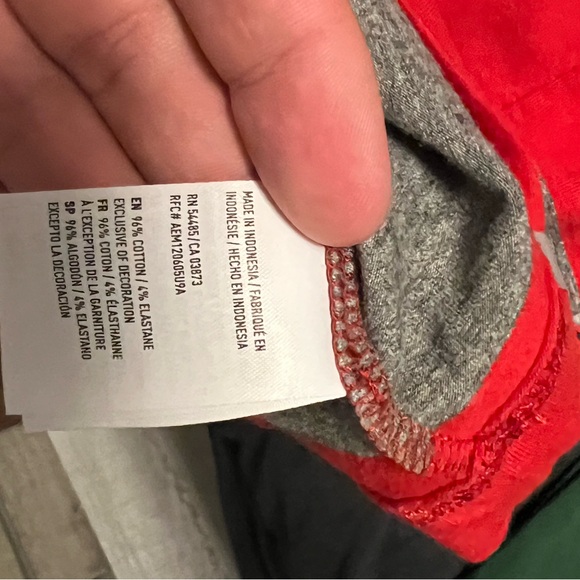 MADE IN INDONESIA / FABRIQUÉ EN
INDONÉSIE / HECHO EN INDONESIA
RN 54485 / CA 03873
RFC# AEM120605U9A
EN 96% COTTON / 4% ELASTANE
EXCLUSIVE OF DECORATION
FR 96% COTON / 4% ÉLASTHANNE
À L'EXCEPTION DE LA GARNITURE
SP 96% ALGODÓN / 4% ELASTANO
EXCEPTO LA DECORACIÓN